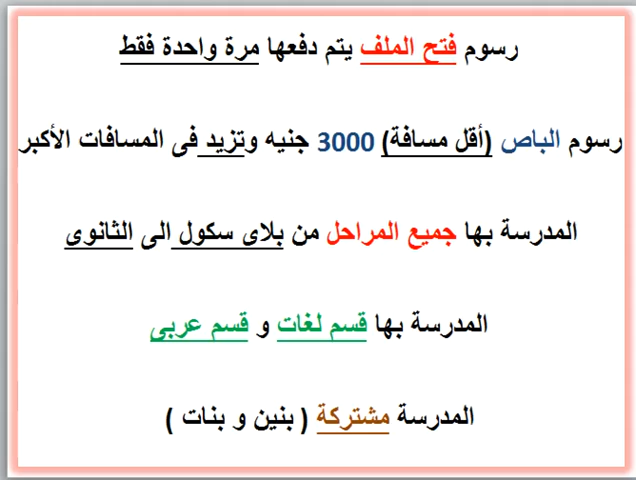 رسوم فتح الملف يتم دفعها مرة واحدة فقط
رسوم الباص (أقل مسافة) 3000 جنيه وتزيد فى المسافات الأكبر
المدرسة بها جميع المراحل من بلاى سكول الى الثانوى
المدرسة بها قسم لغات و قسم عربى
المدرسة مشتركة ( بنين و بنات )